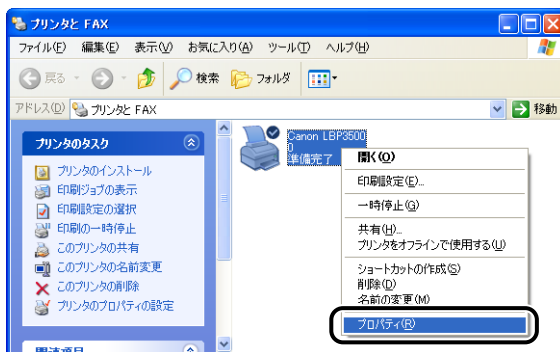 プリンタと FAX
ファイル(F) 編集(E) 表示(V) お気に入り(A) ツール(T) ヘルプ(H)
戻る 検索 フォルダ
アドレス(D) プリンタと FAX 移動
プリンタのタスク
プリンタのインストール
印刷ジョブの表示
印刷設定の選択
印刷の一時停止
このプリンタの共有
このプリンタの名前変更
このプリンタの削除
プリンタのプロパティの設定
関連項目
Canon LBP3500
0
準備完了
開く(O)
印刷設定(E)...
一時停止(G)
共有(H)...
プリンタをオフラインで使用する(U)
ショートカットの作成(S)
削除(D)
名前の変更(M)
プロパティ(R)